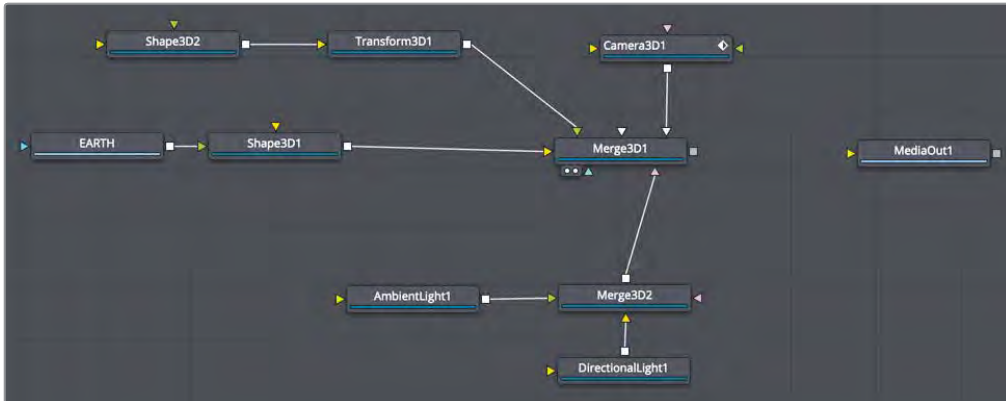 Shape3D2
Transform3D1
Camera3D1
EARTH
Shape3D1
Merge3D1
MediaOut1
AmbientLight1
Merge3D2
DirectionalLight1